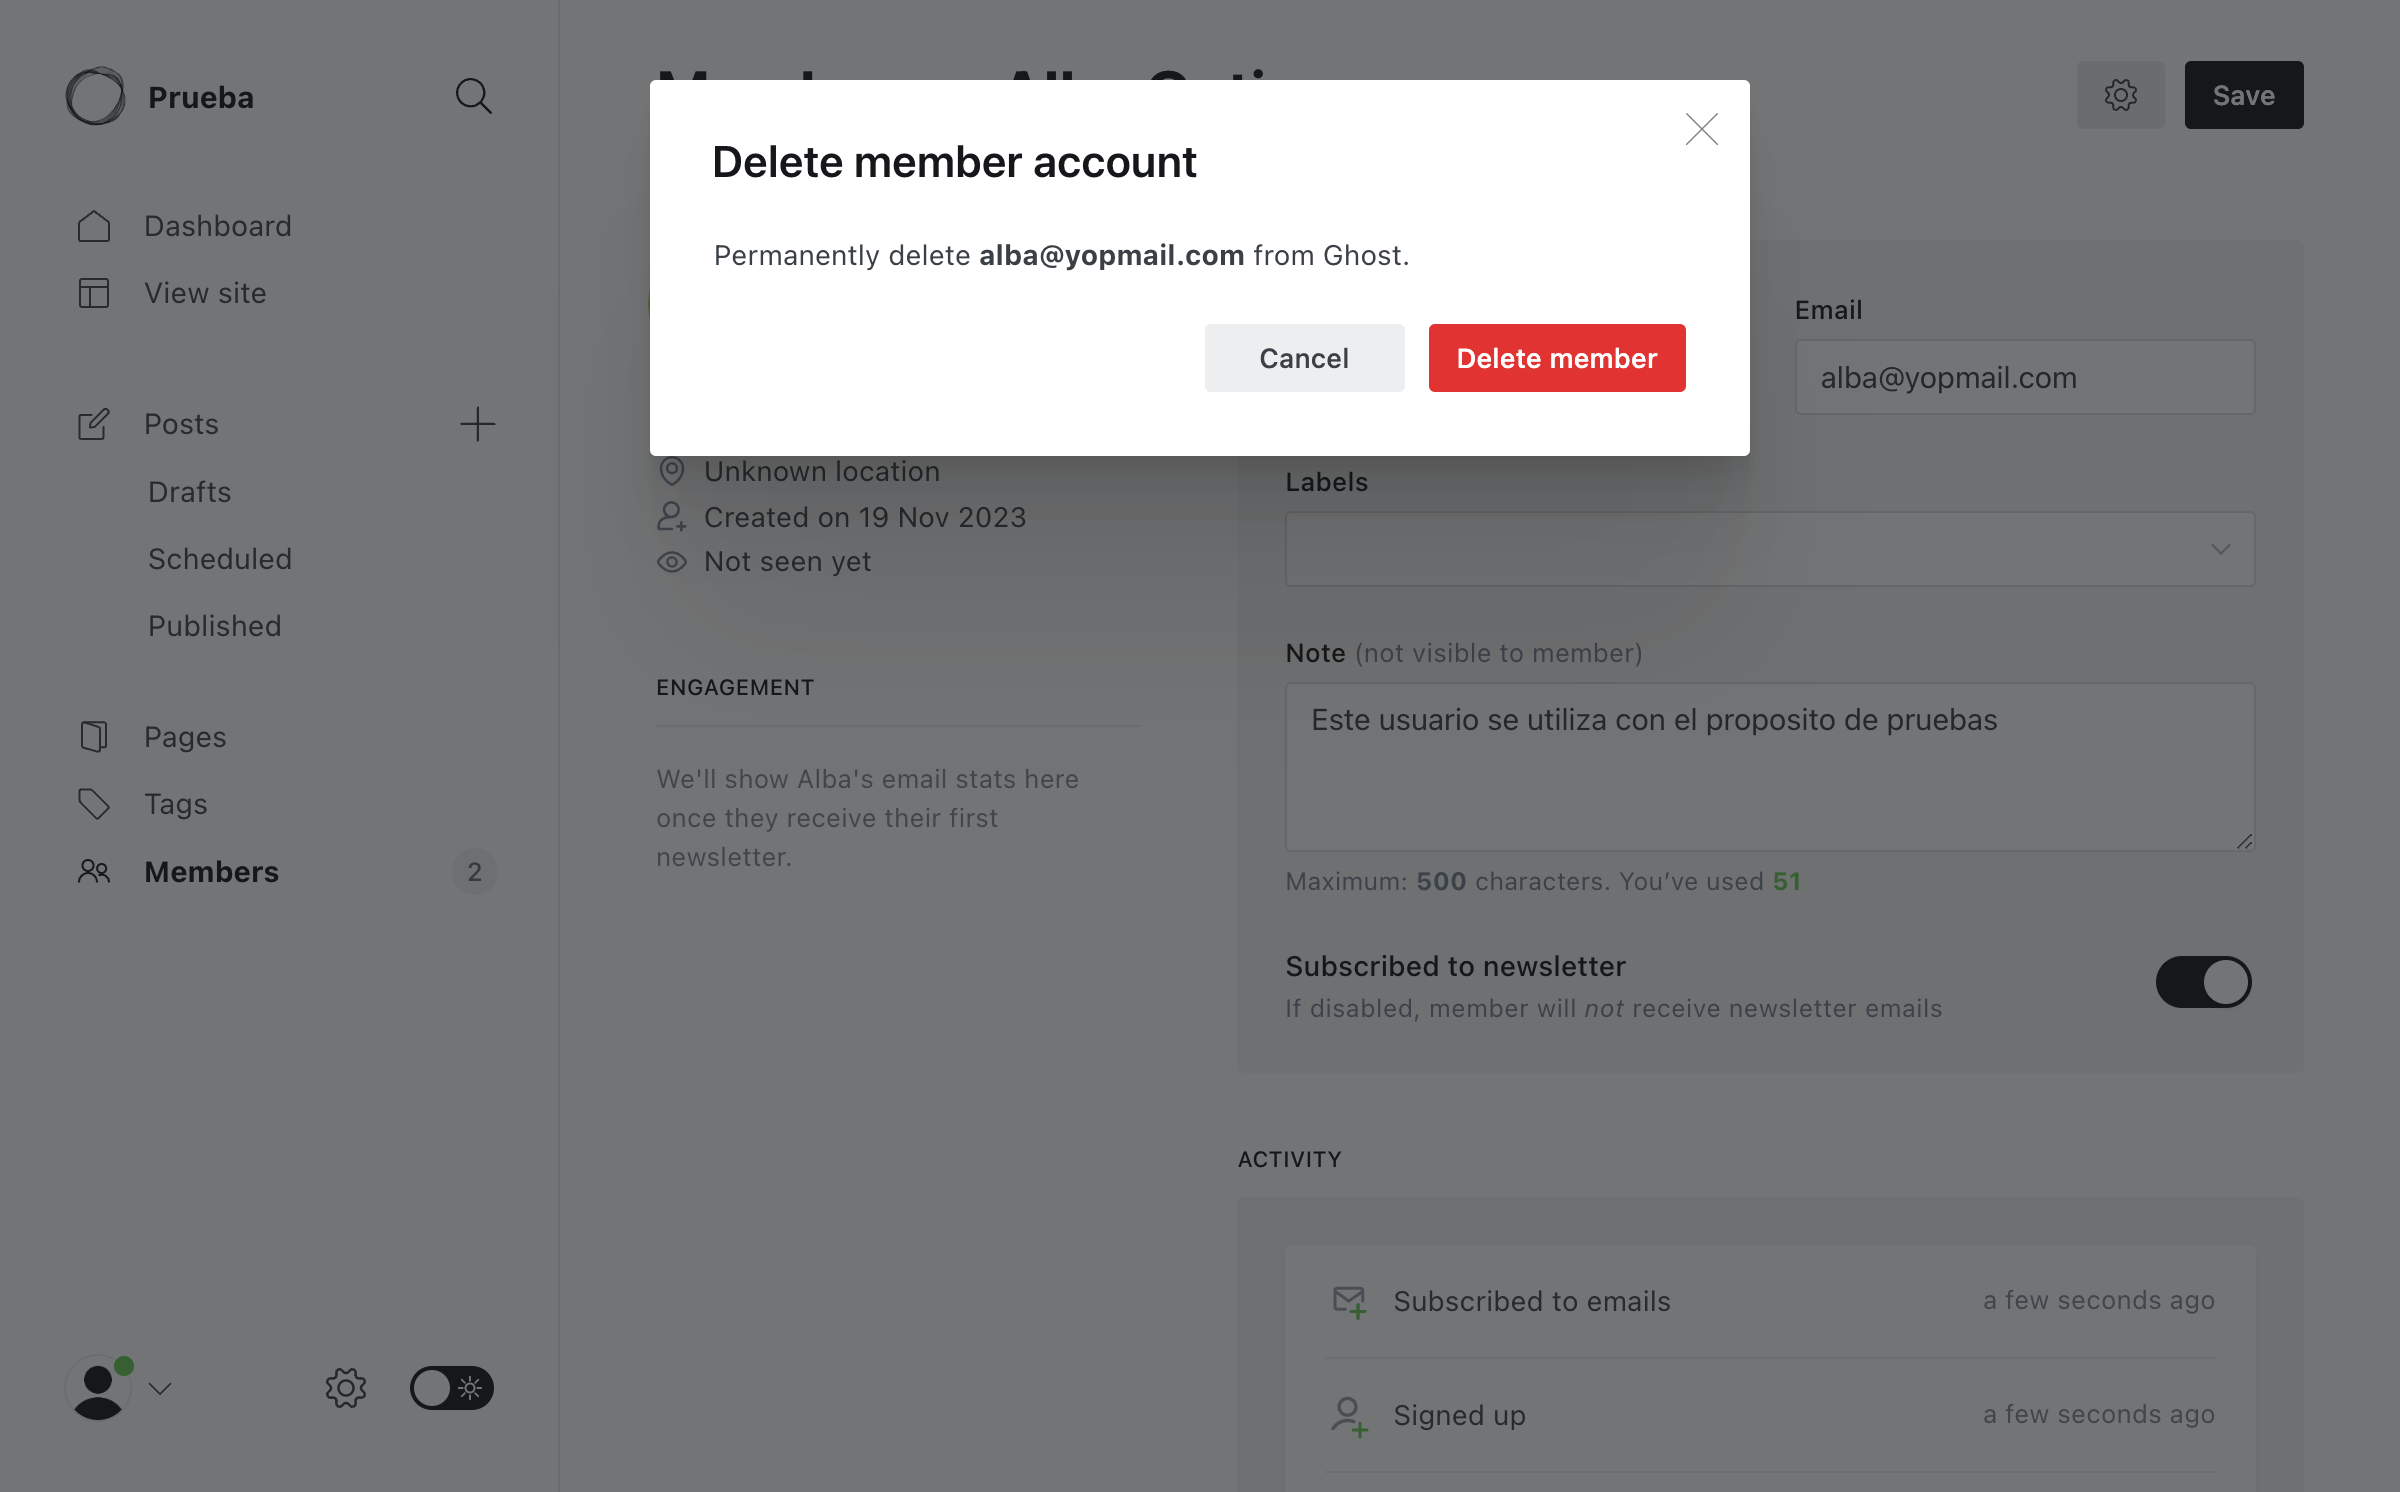 Prueba
Dashboard
View site
Posts
Drafts
Scheduled
Published
Pages
Tags
Members
2
Save
Delete member account
Permanently delete alba@yopmail.com from Ghost.
Cancel
Delete member
Unknown location
Created on 19 Nov 2023
Not seen yet
ENGAGEMENT
We'll show Alba's email stats here
once they receive their first
newsletter.
Email
alba@yopmail.com
Labels
Note (not visible to member)
Este usuario se utiliza con el proposito de pruebas
Maximum: 500 characters. You’ve used 51
Subscribed to newsletter
If disabled, member will not receive newsletter emails
ACTIVITY
Subscribed to emails
a few seconds ago
Signed up
a few seconds ago